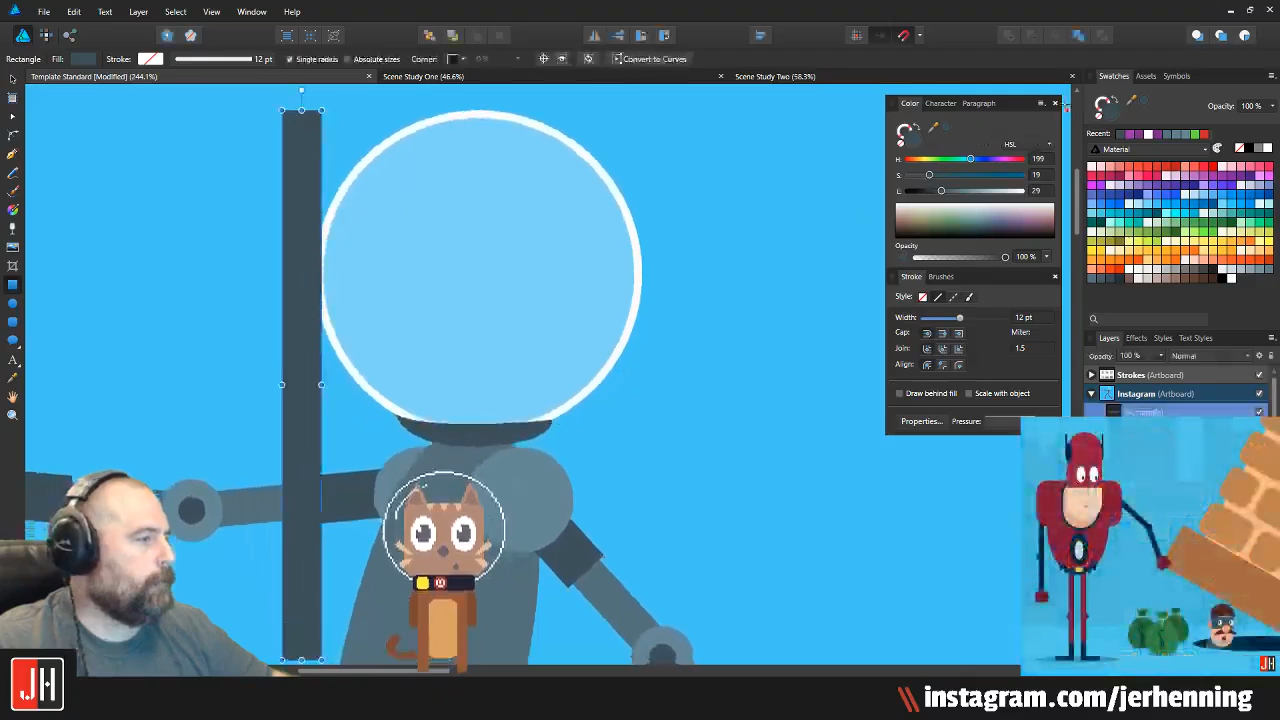 File Edit Text Layer Select View Window Help
Rectangle Fill: Stroke: 12 pt Single radius Absolute sizes Corner: 0 % Convert to Curves
Template Standard [Modified] (244.1%) Scene Study One (46.6%) Scene Study Two (58.3%)
Swatches Assets Symbols
Color Character Paragraph
Opacity: 100 %
Recent:
HSL
Material
H: 199
S: 19
L: 29
Opacity
100 %
Stroke Brushes
Style:
Width: 12 pt
Cap: Miter:
Join: 1.5
Align:
Draw behind fill Scale with object
Properties... Pressure:
Layers Effects Styles Text Styles
Opacity: 100 % Normal
Strokes (Artboard)
Instagram (Artboard)
JH
JH
\\ instagram.com/jerhenning